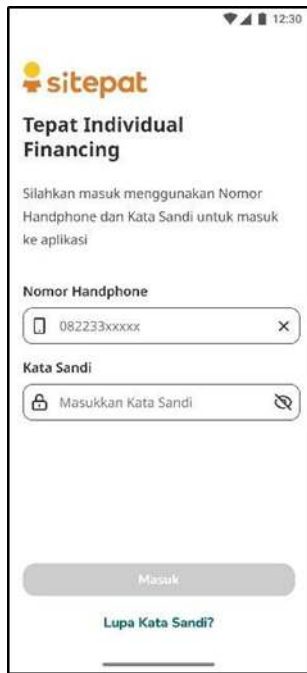 12:30
sitepat
Tepat Individual
Financing
Silahkan masuk menggunakan Nomor
Handphone dan Kata Sandi untuk masuk
ke aplikasi
Nomor Handphone
082233xxxxx
Kata Sandi
Masukkan Kata Sandi
Masuk
Lupa Kata Sandi?